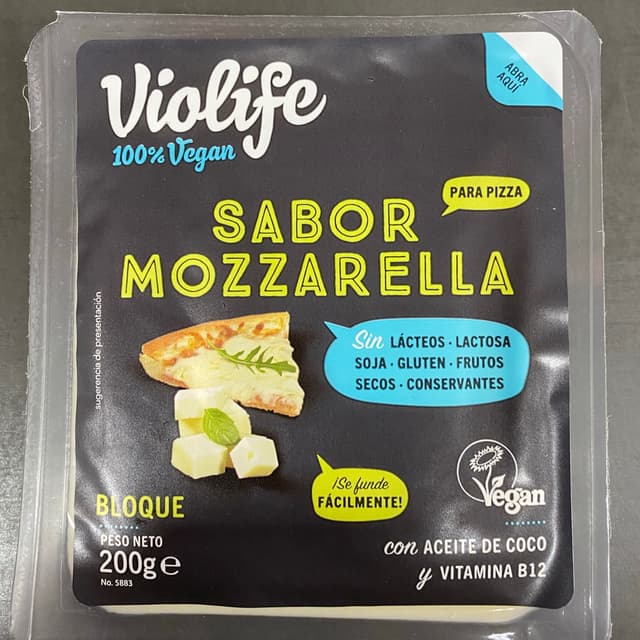 Violife
100% Vegan
ABRA
AQUÍ
PARA PIZZA
SABOR
MOZZARELLA
sugerencia de presentación
Sin LÁCTEOS · LACTOSA
SOJA · GLUTEN · FRUTOS
SECOS · CONSERVANTES
¡Se funde
FÁCILMENTE!
Vegan
BLOQUE
PESO NETO
200g e
No. 5883
con ACEITE DE COCO
y VITAMINA B12